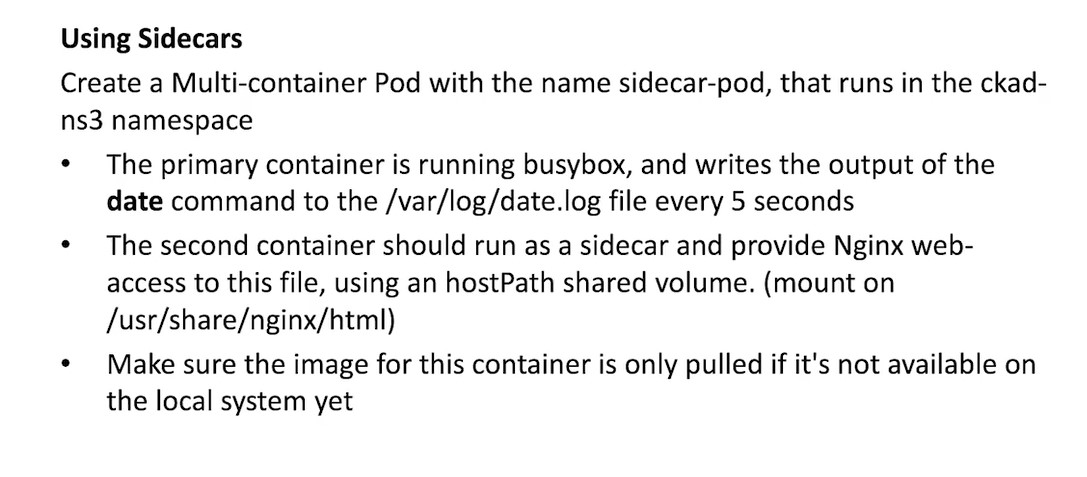 Using Sidecars
Create a Multi-container Pod with the name sidecar-pod, that runs in the ckad-
ns3 namespace
• The primary container is running busybox, and writes the output of the
date command to the /var/log/date.log file every 5 seconds
• The second container should run as a sidecar and provide Nginx web-
access to this file, using an hostPath shared volume. (mount on
/usr/share/nginx/html)
• Make sure the image for this container is only pulled if it's not available on
the local system yet